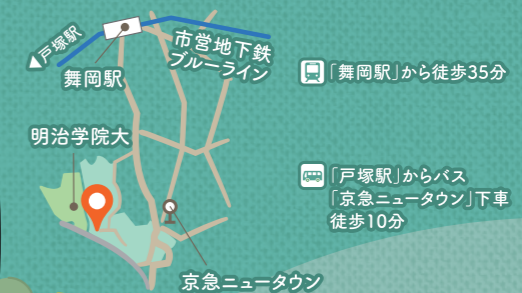 ◀戸塚駅
市営地下鉄
ブルーライン
舞岡駅
明治学院大
京急ニュータウン
「舞岡駅」から徒歩35分
「戸塚駅」からバス
「京急ニュータウン」下車
徒歩10分